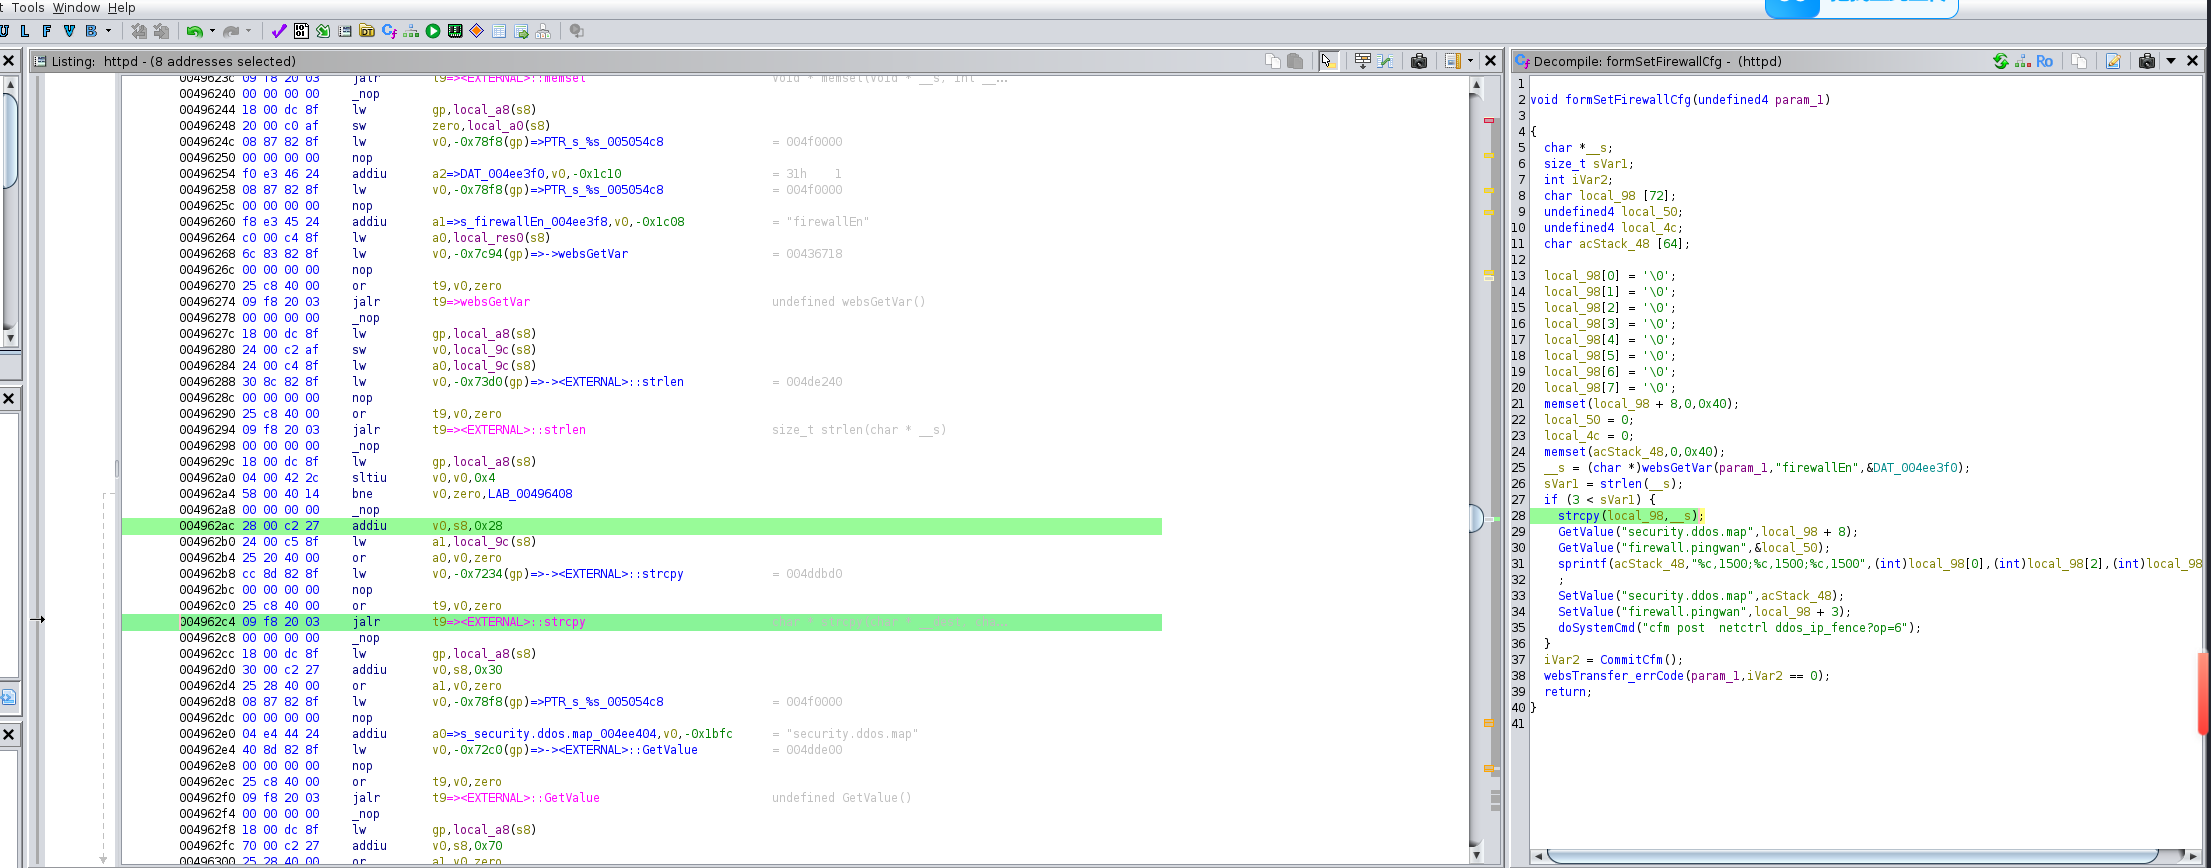 t Tools Window Help
U L F V B
Listing: httpd - (8 addresses selected)
0049623c 09 f8 20 03 jalr t9=><EXTERNAL>::memset void * memset(void * __s, int __...
00496240 00 00 00 00 _nop
00496244 18 00 dc 8f lw gp,local_a8(s8)
00496248 20 00 c0 af sw zero,local_a0(s8)
0049624c 08 87 82 8f lw v0,-0x78f8(gp)=>PTR_s_%s_005054c8 = 004f0000
00496250 00 00 00 00 nop
00496254 f0 e3 46 24 addiu a2=>DAT_004ee3f0,v0,-0x1c10 = 31h 1
00496258 08 87 82 8f lw v0,-0x78f8(gp)=>PTR_s_%s_005054c8 = 004f0000
0049625c 00 00 00 00 nop
00496260 f8 e3 45 24 addiu a1=>s_firewallEn_004ee3f8,v0,-0x1c08 = "firewallEn"
00496264 c0 00 c4 8f lw a0,local_res0(s8)
00496268 6c 83 82 8f lw v0,-0x7c94(gp)=>->websGetVar = 00436718
0049626c 00 00 00 00 nop
00496270 25 c8 40 00 or t9,v0,zero
00496274 09 f8 20 03 jalr t9=>websGetVar undefined websGetVar()
00496278 00 00 00 00 _nop
0049627c 18 00 dc 8f lw gp,local_a8(s8)
00496280 24 00 c2 af sw v0,local_9c(s8)
00496284 24 00 c4 8f lw a0,local_9c(s8)
00496288 30 8c 82 8f lw v0,-0x73d0(gp)=>-><EXTERNAL>::strlen = 004de240
0049628c 00 00 00 00 nop
00496290 25 c8 40 00 or t9,v0,zero
00496294 09 f8 20 03 jalr t9=><EXTERNAL>::strlen size_t strlen(char * __s)
00496298 00 00 00 00 _nop
0049629c 18 00 dc 8f lw gp,local_a8(s8)
004962a0 04 00 42 2c sltiu v0,v0,0x4
004962a4 58 00 40 14 bne v0,zero,LAB_00496408
004962a8 00 00 00 00 _nop
004962ac 28 00 c2 27 addiu v0,s8,0x28
004962b0 24 00 c5 8f lw a1,local_9c(s8)
004962b4 25 20 40 00 or a0,v0,zero
004962b8 cc 8d 82 8f lw v0,-0x7234(gp)=>-><EXTERNAL>::strcpy = 004ddbd0
004962bc 00 00 00 00 nop
004962c0 25 c8 40 00 or t9,v0,zero
004962c4 09 f8 20 03 jalr t9=><EXTERNAL>::strcpy char * strcpy(char * __dest, cha...
004962c8 00 00 00 00 _nop
004962cc 18 00 dc 8f lw gp,local_a8(s8)
004962d0 30 00 c2 27 addiu v0,s8,0x30
004962d4 25 28 40 00 or a1,v0,zero
004962d8 08 87 82 8f lw v0,-0x78f8(gp)=>PTR_s_%s_005054c8 = 004f0000
004962dc 00 00 00 00 nop
004962e0 04 e4 44 24 addiu a0=>s_security.ddos.map_004ee404,v0,-0x1bfc = "security.ddos.map"
004962e4 40 8d 82 8f lw v0,-0x72c0(gp)=>-><EXTERNAL>::GetValue = 004dde00
004962e8 00 00 00 00 nop
004962ec 25 c8 40 00 or t9,v0,zero
004962f0 09 f8 20 03 jalr t9=><EXTERNAL>::GetValue undefined GetValue()
004962f4 00 00 00 00 _nop
004962f8 18 00 dc 8f lw gp,local_a8(s8)
004962fc 70 00 c2 27 addiu v0,s8,0x70
00496300 25 28 40 00 or a1,v0,zero
Decompile: formSetFirewallCfg - (httpd)
Ro
1
2 void formSetFirewallCfg(undefined4 param_1)
3
4 {
5 char *__s;
6 size_t sVar1;
7 int iVar2;
8 char local_98 [72];
9 undefined4 local_50;
10 undefined4 local_4c;
11 char acStack_48 [64];
12
13 local_98[0] = '\0';
14 local_98[1] = '\0';
15 local_98[2] = '\0';
16 local_98[3] = '\0';
17 local_98[4] = '\0';
18 local_98[5] = '\0';
19 local_98[6] = '\0';
20 local_98[7] = '\0';
21 memset(local_98 + 8,0,0x40);
22 local_50 = 0;
23 local_4c = 0;
24 memset(acStack_48,0,0x40);
25 __s = (char *)websGetVar(param_1,"firewallEn",&DAT_004ee3f0);
26 sVar1 = strlen(__s);
27 if (3 < sVar1) {
28 strcpy(local_98,__s);
29 GetValue("security.ddos.map",local_98 + 8);
30 GetValue("firewall.pingwan",&local_50);
31 sprintf(acStack_48,"%c,1500;%c,1500;%c,1500",(int)local_98[0],(int)local_98[2],(int)local_98
32 ;
33 SetValue("security.ddos.map",acStack_48);
34 SetValue("firewall.pingwan",local_98 + 3);
35 doSystemCmd("cfm post  netctrl ddos_ip_fence?op=6");
36 }
37 iVar2 = CommitCfm();
38 websTransfer_errCode(param_1,iVar2 == 0);
39 return;
40 }
41